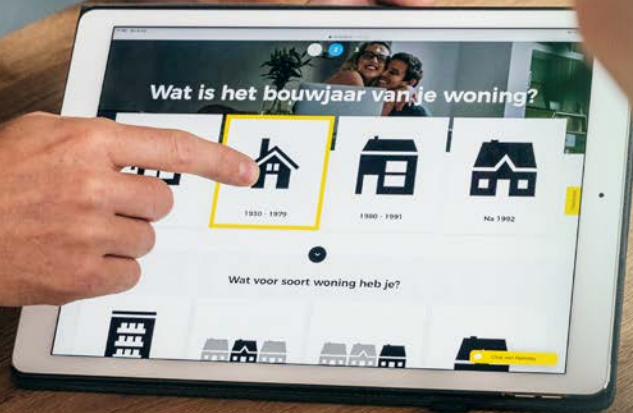 Wat is het bouwjaar van je woning?
1930 - 1979
1980 - 1991
Na 1992
Wat voor soort woning heb je?